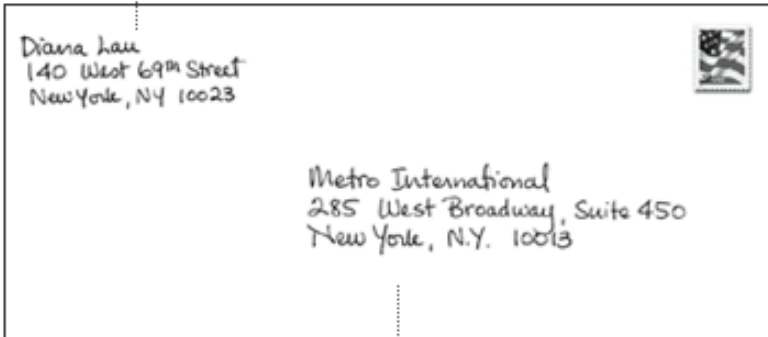 Diana Lau
140 West 69th Street
New York, NY 10023
Metro International
285 West Broadway, Suite 450
New York, N.Y. 10013